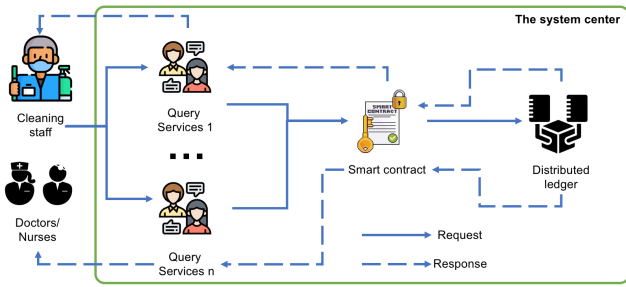 The system center
Cleaning
staff
Query
Services 1
SMART
CONTRACT
Smart contract
Distributed
ledger
Doctors/
Nurses
Query
Services n
Request
Response